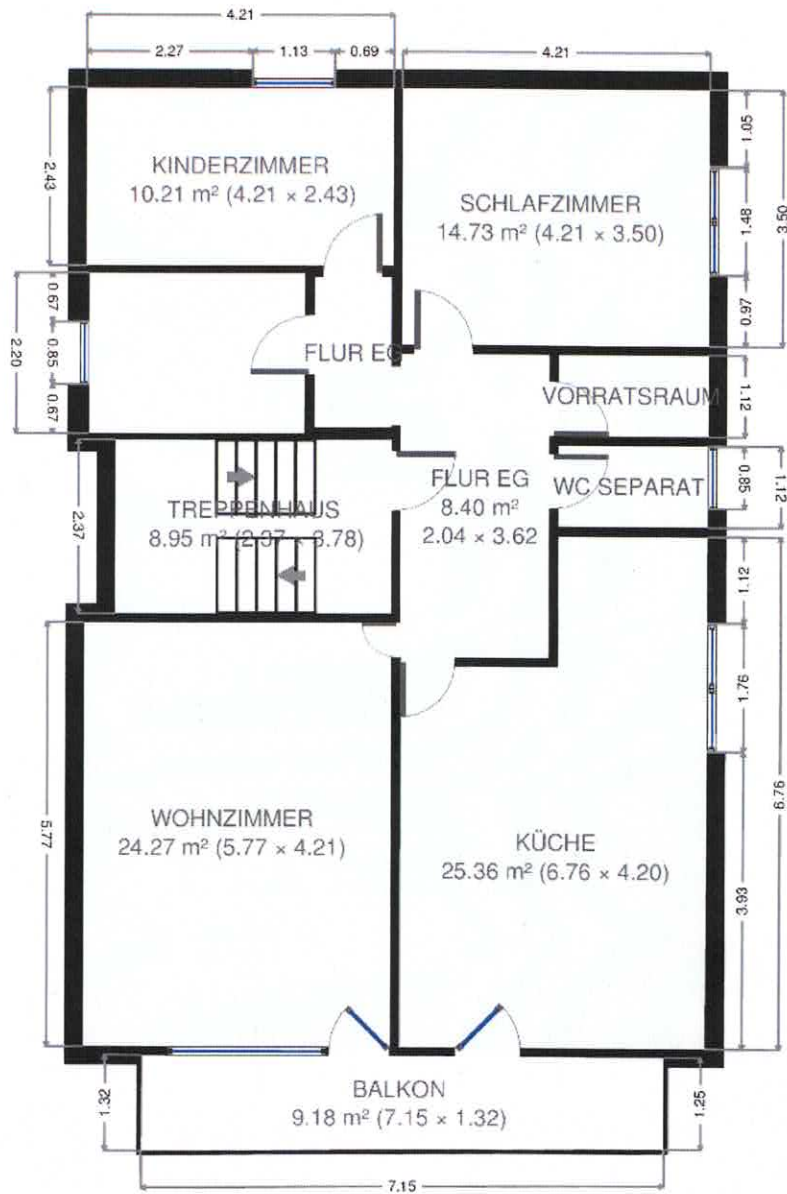 4.21
2.27
1.13
0.69
4.21
2.43
KINDERZIMMER
10.21 m² (4.21 × 2.43)
SCHLAFZIMMER
14.73 m² (4.21 × 3.50)
1.05
1.48
0.97
3.50
2.20
0.67
0.85
0.67
FLUR EG
VORRATSRAUM
1.12
TREPPENHAUS
8.95 m² (2.37 × 3.78)
2.37
FLUR EG
8.40 m²
2.04 × 3.62
WC SEPARAT
0.85
1.12
1.12
1.76
3.93
6.76
5.77
WOHNZIMMER
24.27 m² (5.77 × 4.21)
KÜCHE
25.36 m² (6.76 × 4.20)
1.32
BALKON
9.18 m² (7.15 × 1.32)
1.25
7.15